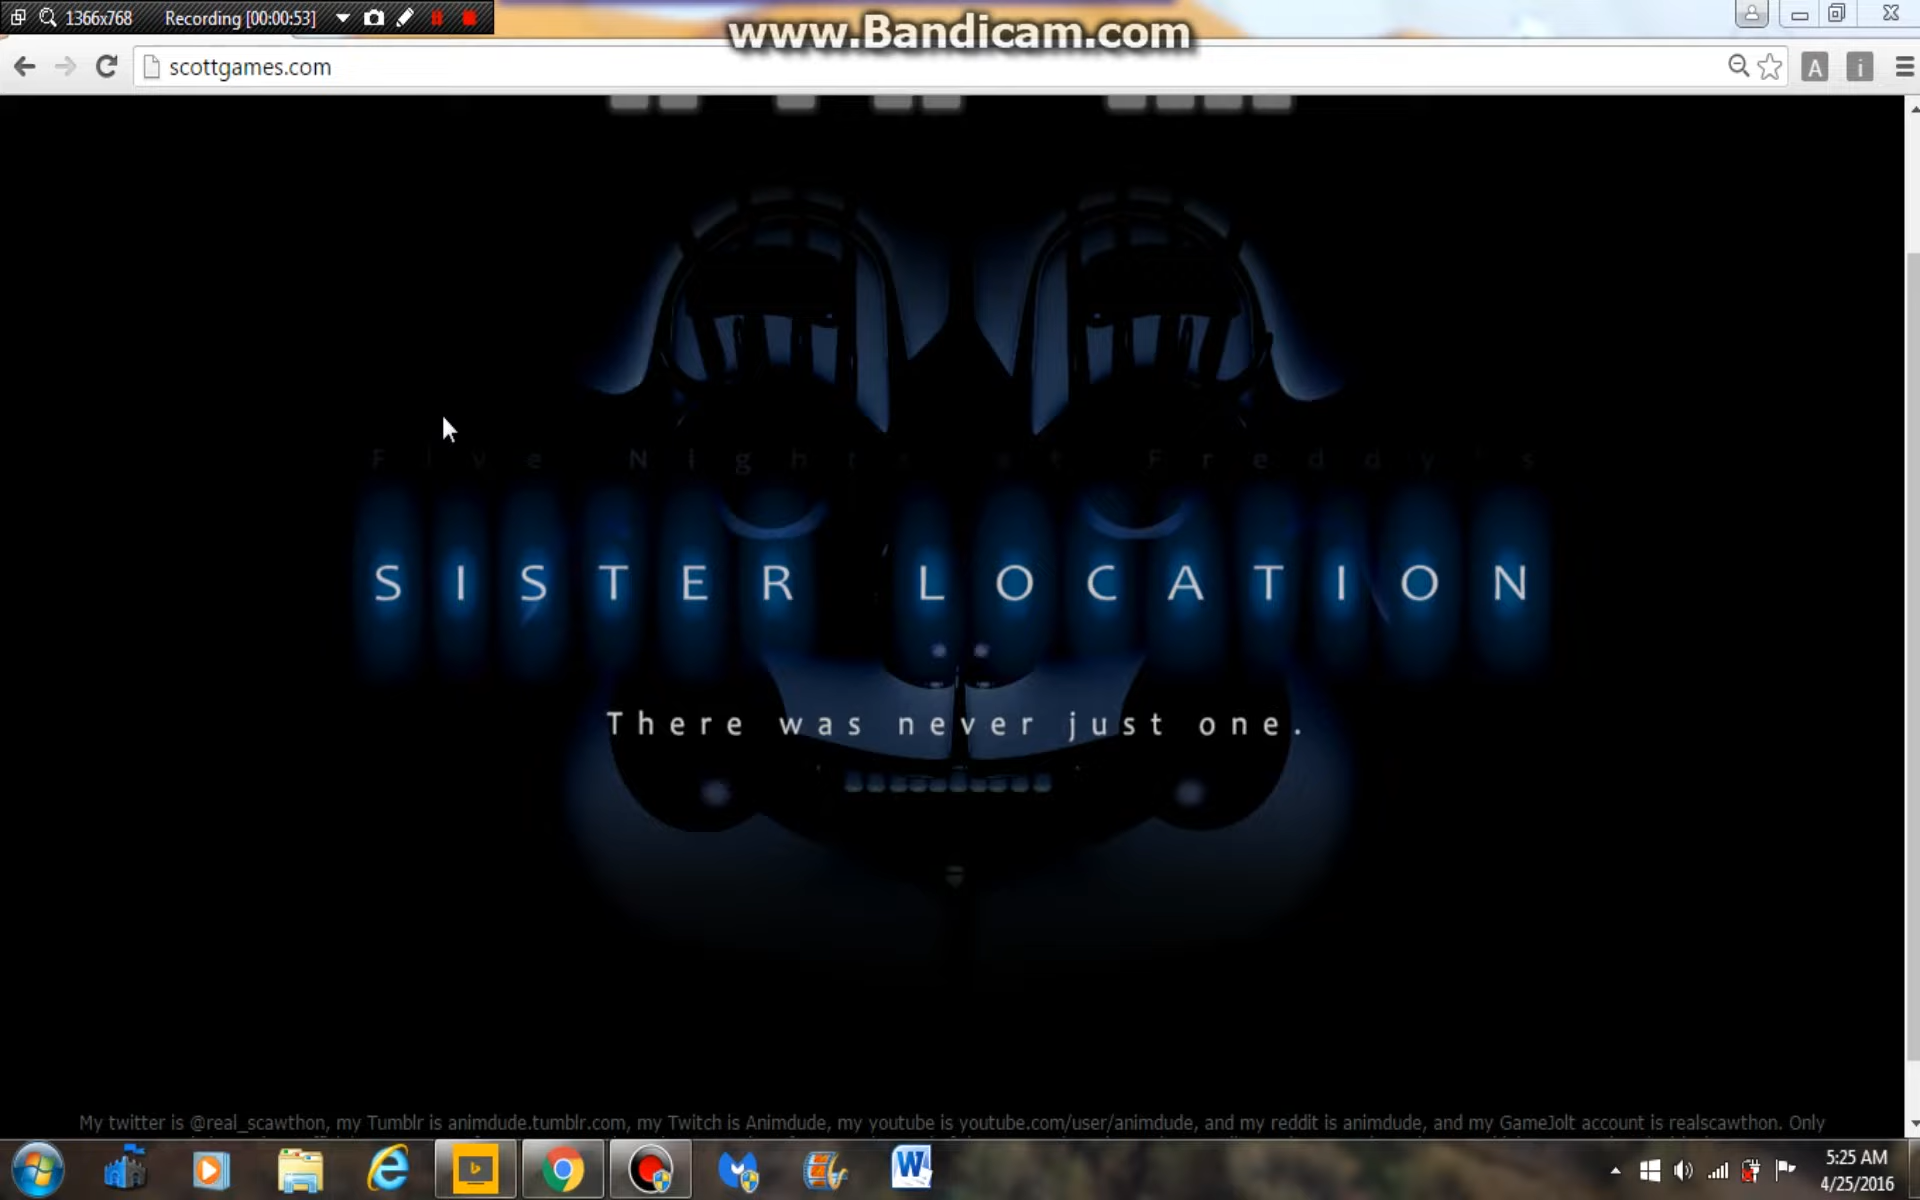 1366x768 Recording [00:00:53]
www.Bandicam.com
scottgames.com
Five Nights at Freddy's
SISTER LOCATION
There was never just one.
My twitter is @real_scawthon, my Tumblr is animdude.tumblr.com, my Twitch is Animdude, my youtube is youtube.com/user/animdude, and my reddit is animdude, and my GameJolt account is realscawthon. Only
5:25 AM
4/25/2016